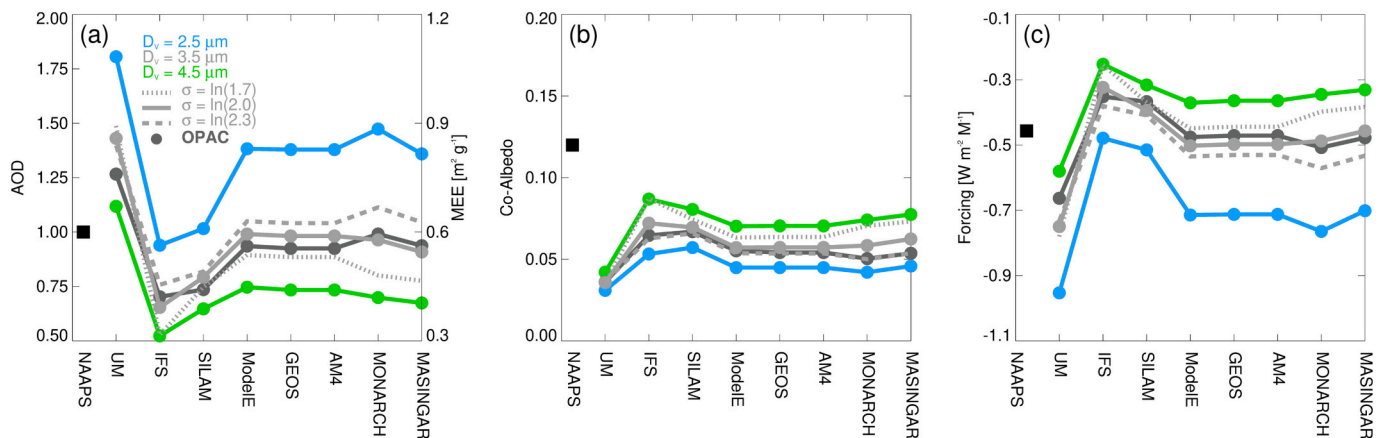 (a)
2.00
1.75
1.50
1.25
1.00
0.75
0.50
AOD
Dᵥ = 2.5 μm
Dᵥ = 3.5 μm
Dᵥ = 4.5 μm
σ = ln(1.7)
σ = ln(2.0)
σ = ln(2.3)
OPAC
1.2
0.9
0.6
0.3
MEE [m² g⁻¹]
NAAPS
UM
IFS
SILAM
ModelE
GEOS
AM4
MONARCH
MASINGAR
(b)
0.20
0.15
0.10
0.05
0.00
Co-Albedo
NAAPS
UM
IFS
SILAM
ModelE
GEOS
AM4
MONARCH
MASINGAR
(c)
-0.1
-0.3
-0.5
-0.7
-0.9
-1.1
Forcing [W m⁻² M⁻¹]
NAAPS
UM
IFS
SILAM
ModelE
GEOS
AM4
MONARCH
MASINGAR